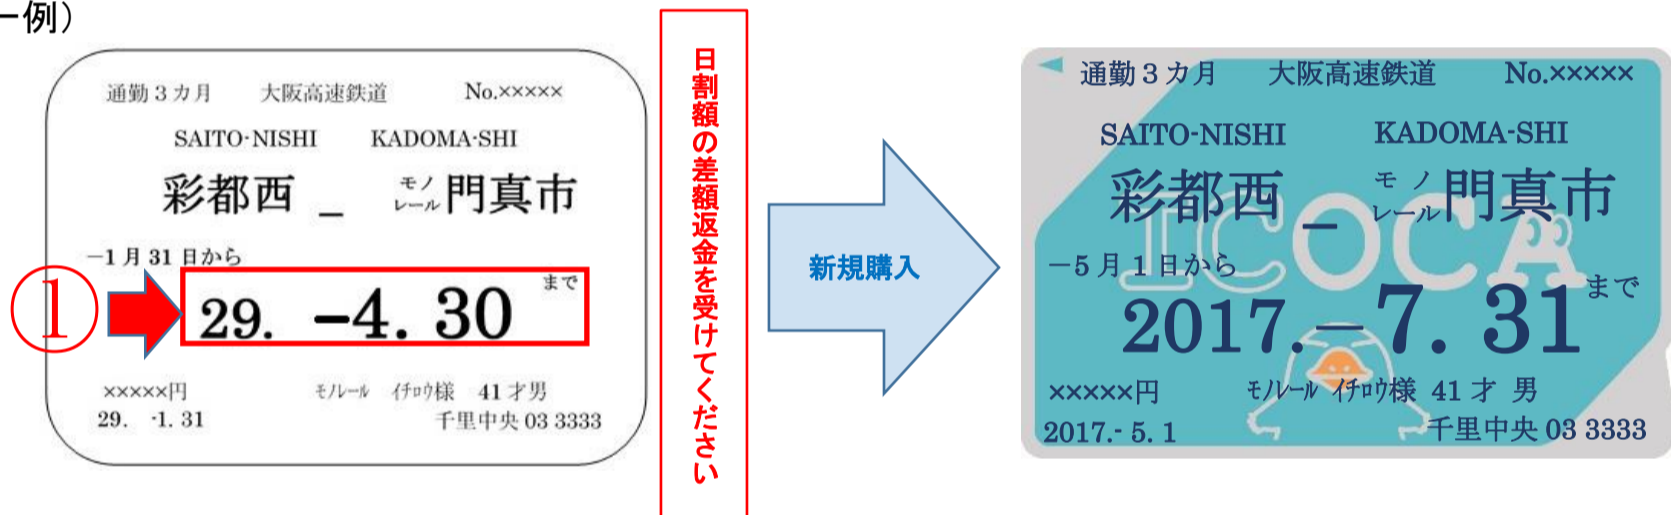 ー例）
通勤３カ月 大阪高速鉄道 No.×××××
SAITO-NISHI KADOMA-SHI
彩都西 _ モノレール門真市
−1月31日から
① 29. −4. 30 まで
×××××円 モノレール イチロウ様 41才男
29. -1. 31 千里中央 03 3333
日割額の差額返金を受けてください
新規購入
通勤３カ月 大阪高速鉄道 No.×××××
SAITO-NISHI KADOMA-SHI
彩都西 _ モノレール門真市
ICOCA
−5月1日から
2017. −7. 31 まで
×××××円 モノレール イチロウ様 41才 男
2017.- 5. 1 千里中央 03 3333